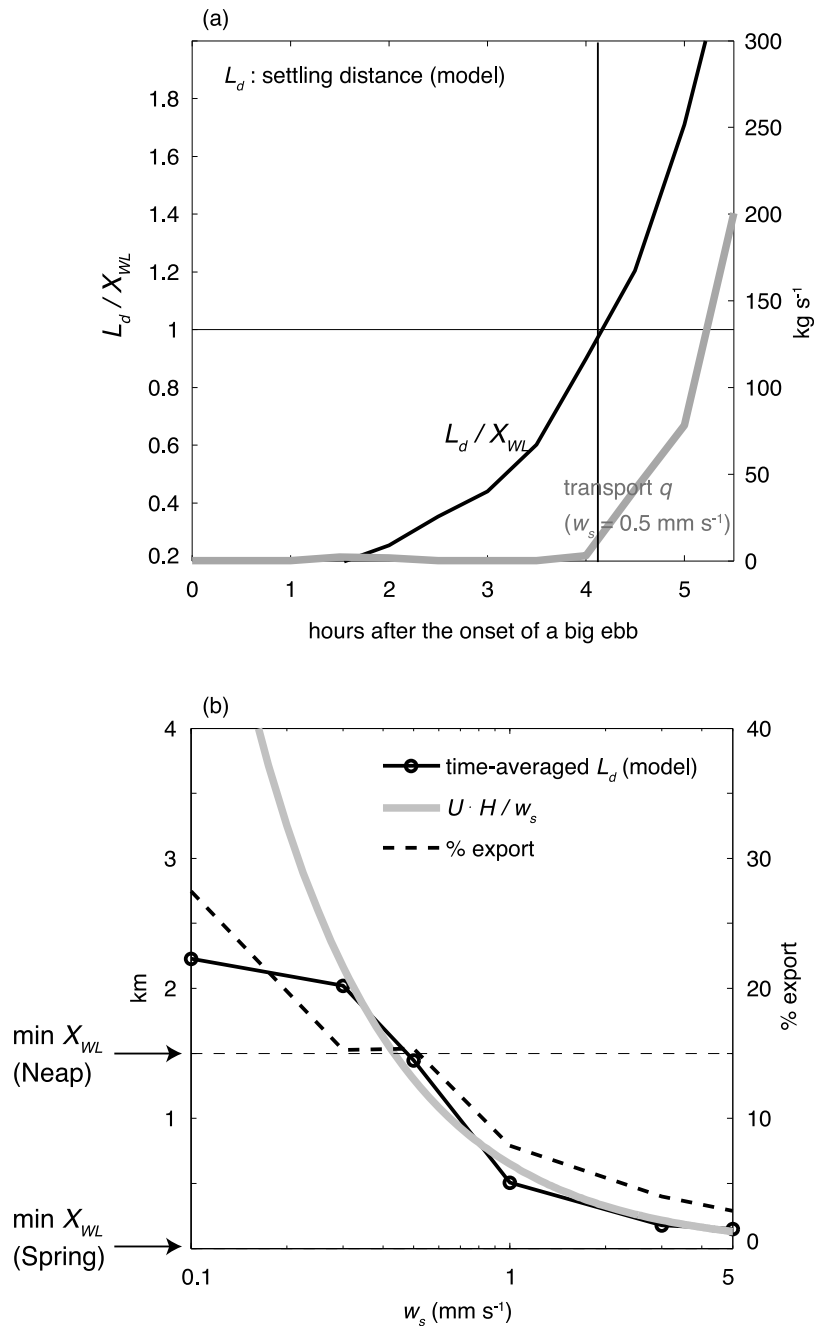 (a)
L_d : settling distance (model)
L_d / X_WL
1.8
1.6
1.4
1.2
1
0.8
0.6
0.4
0.2
300
250
200
150
100
50
0
kg s⁻¹
L_d / X_WL
transport q
(w_s = 0.5 mm s⁻¹)
0 1 2 3 4 5
hours after the onset of a big ebb
(b)
4
3
2
1
km
40
30
20
10
0
% export
time-averaged L_d (model)
U · H / w_s
% export
min X_WL
(Neap)
min X_WL
(Spring)
0.1 1 5
w_s (mm s⁻¹)